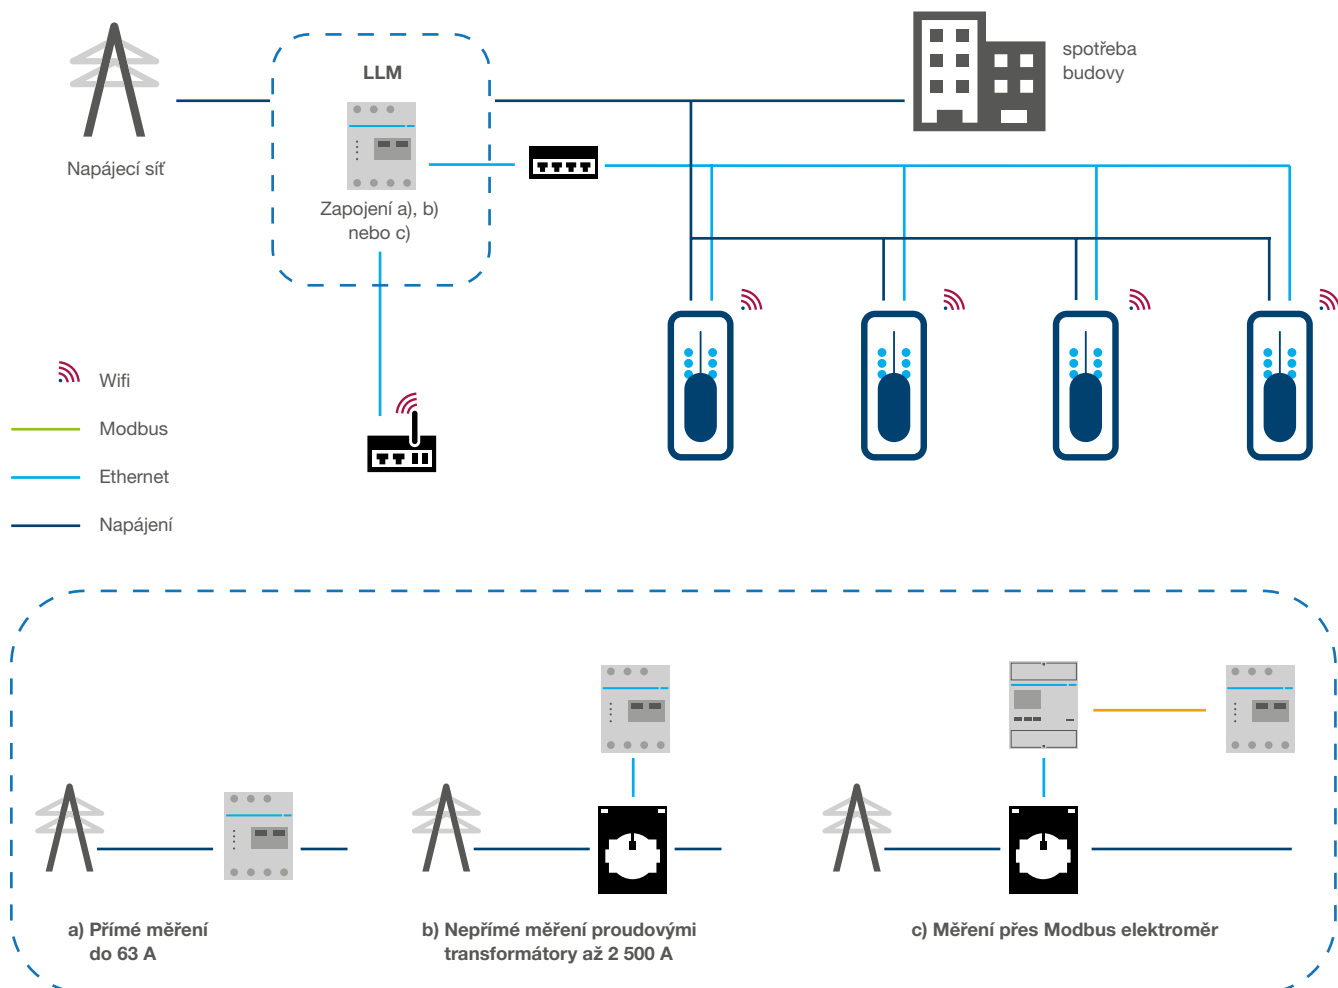 LLM
spotřeba
budovy
Napájecí síť
Zapojení a), b)
nebo c)
Wifi
Modbus
Ethernet
Napájení
a) Přímé měření
do 63 A
b) Nepřímé měření proudovými
transformátory až 2 500 A
c) Měření přes Modbus elektroměr